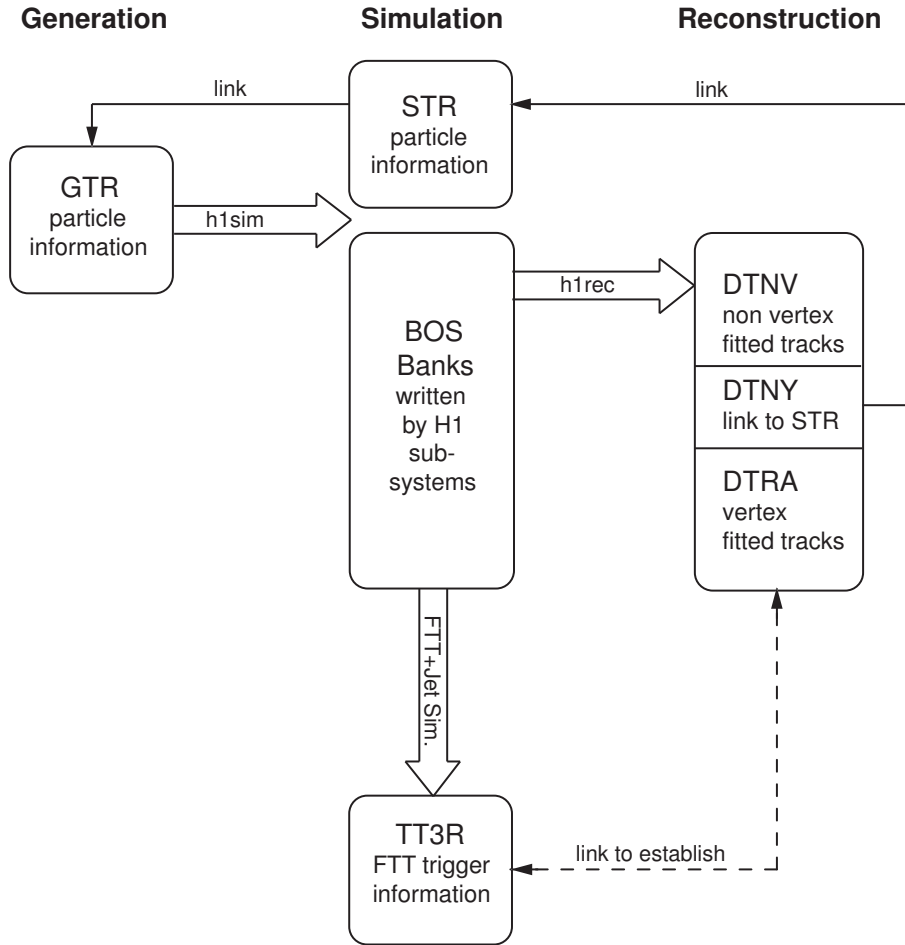 Generation
Simulation
Reconstruction
link
STR
particle
information
link
GTR
particle
information
h1sim
BOS
Banks
written
by H1
sub-
systems
h1rec
DTNV
non vertex
fitted tracks
DTNY
link to STR
DTRA
vertex
fitted tracks
FTT+Jet Sim.
TT3R
FTT trigger
information
link to establish